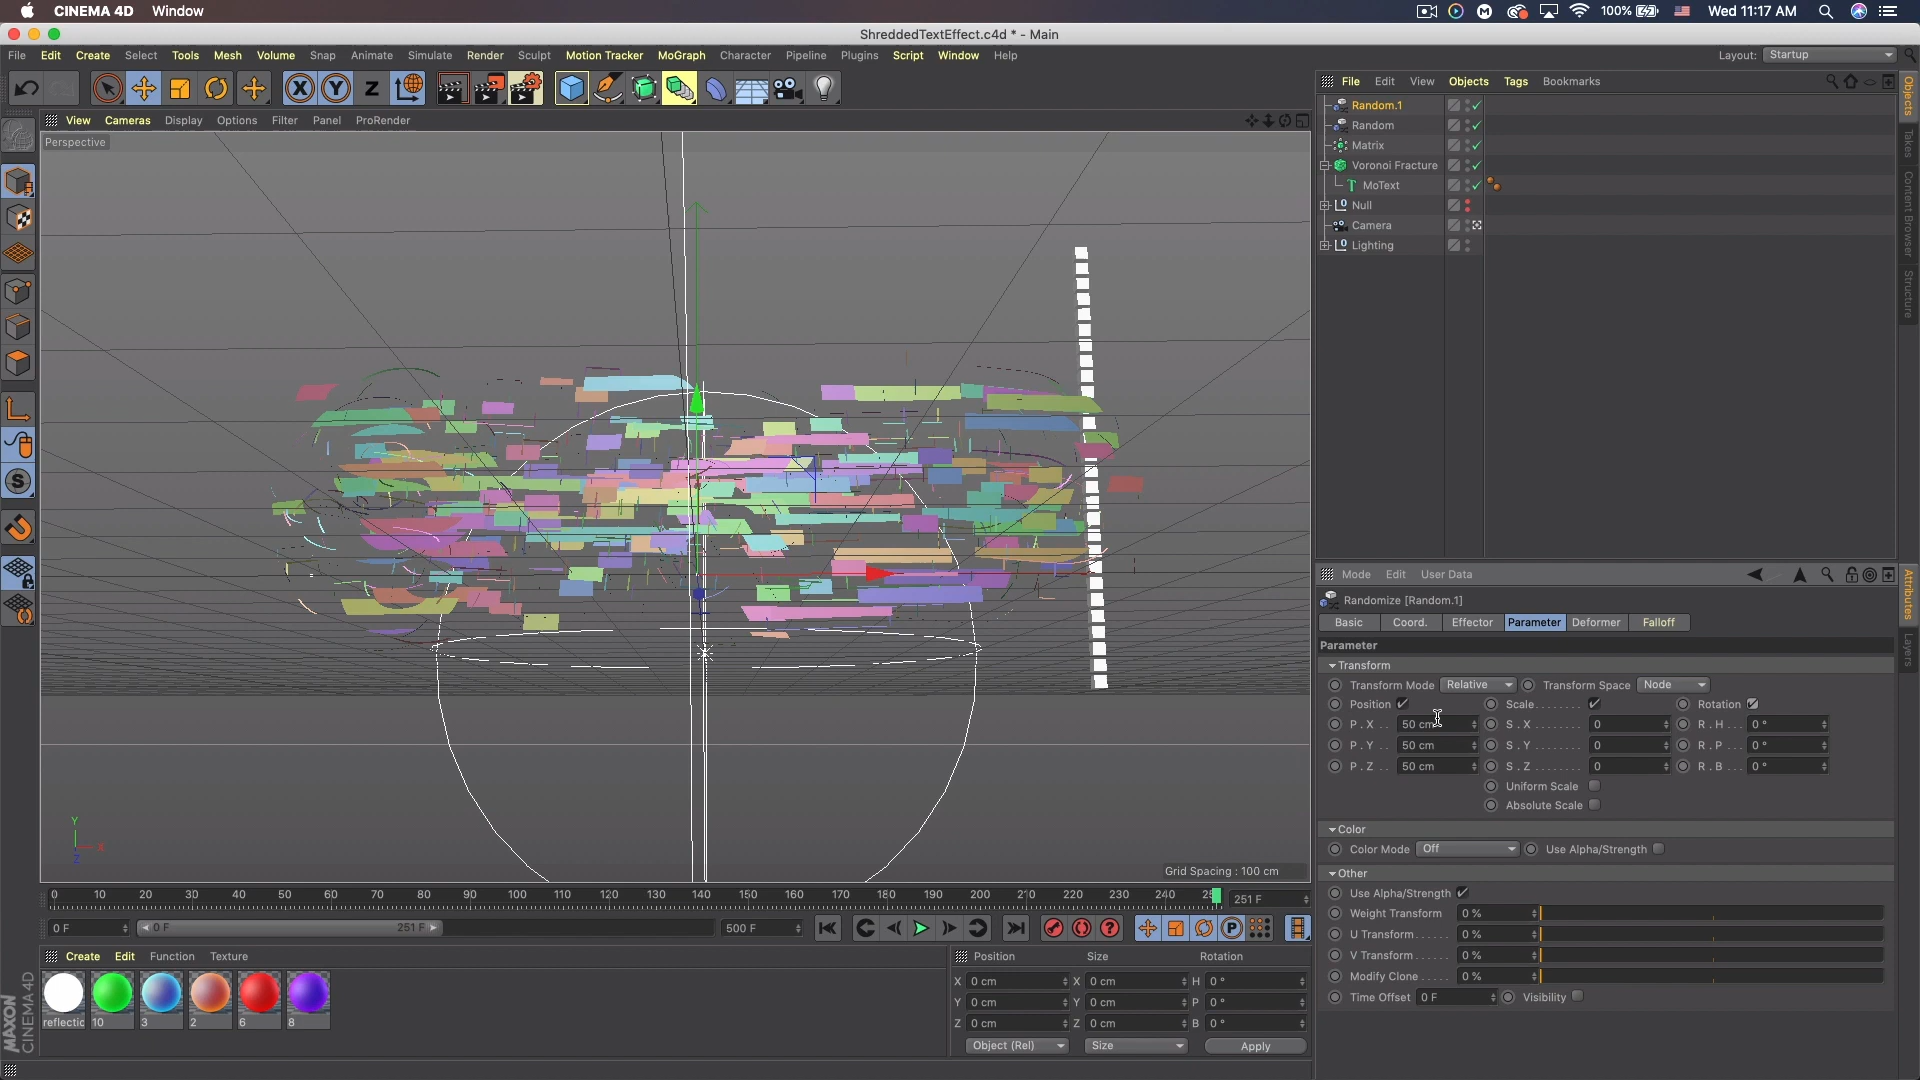 CINEMA 4D Window 100% Wed 11:17 AM
ShreddedTextEffect.c4d * - Main
File Edit Create Select Tools Mesh Volume Snap Animate Simulate Render Sculpt Motion Tracker MoGraph Character Pipeline Plugins Script Window Help Layout: Startup
View Cameras Display Options Filter Panel ProRender
Perspective
File Edit View Objects Tags Bookmarks
Random.1
Random
Matrix
Voronoi Fracture
MoText
Null
Camera
Lighting
Objects
Takes
Content Browser
Structure
Mode Edit User Data
Randomize [Random.1]
Basic Coord. Effector Parameter Deformer Falloff
Parameter
Transform
Transform Mode Relative Transform Space Node
Position Scale........ Rotation
P . X .. 50 cm S . X ........ 0 R . H ... 0 °
P . Y .. 50 cm S . Y ........ 0 R . P ... 0 °
P . Z .. 50 cm S . Z ........ 0 R . B ... 0 °
Uniform Scale
Absolute Scale
Color
Color Mode Off Use Alpha/Strength
Other
Use Alpha/Strength
Weight Transform 0 %
U Transform...... 0 %
V Transform...... 0 %
Modify Clone..... 0 %
Time Offset 0 F Visibility
Attributes
Layers
Y
X
Z
Grid Spacing : 100 cm
0 10 20 30 40 50 60 70 80 90 100 110 120 130 140 150 160 170 180 190 200 210 220 230 240 251 F
0 F 0 F 251 F 500 F
Create Edit Function Texture
reflectic 10 3 2 6 8
Position Size Rotation
X 0 cm X 0 cm H 0 °
Y 0 cm Y 0 cm P 0 °
Z 0 cm Z 0 cm B 0 °
Object (Rel) Size Apply
MAXON CINEMA 4D